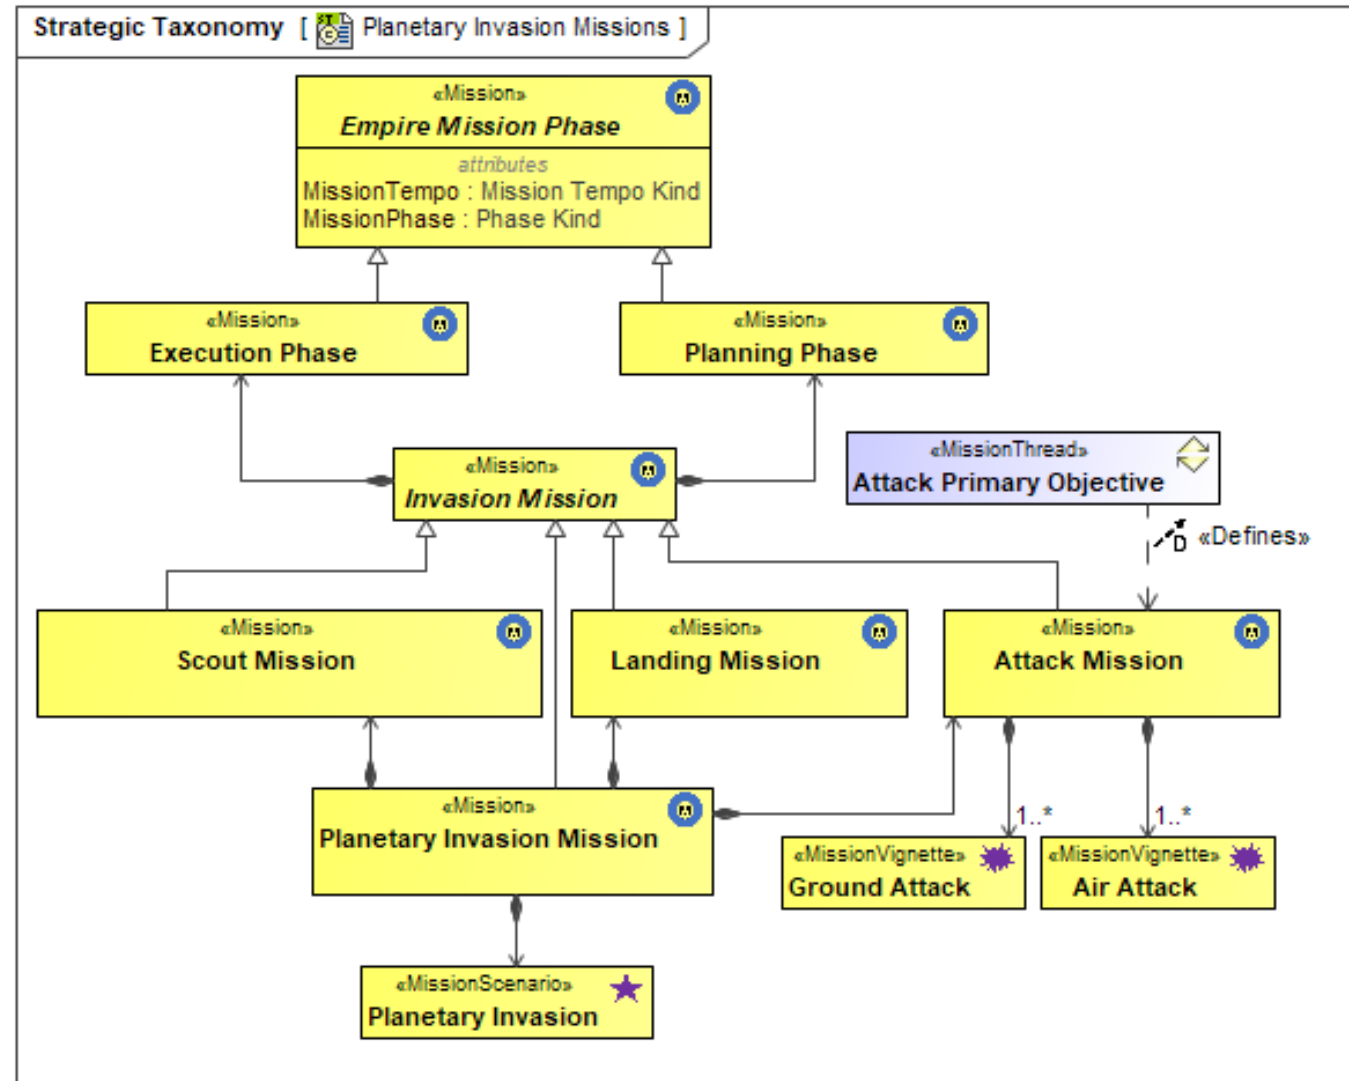 Strategic Taxonomy [ Planetary Invasion Missions ]
«Mission»
Empire Mission Phase
attributes
MissionTempo : Mission Tempo Kind
MissionPhase : Phase Kind
«Mission»
Execution Phase
«Mission»
Planning Phase
«Mission»
Invasion Mission
«MissionThread»
Attack Primary Objective
D «Defines»
«Mission»
Scout Mission
«Mission»
Landing Mission
«Mission»
Attack Mission
«Mission»
Planetary Invasion Mission
1..*
1..*
«MissionVignette»
Ground Attack
«MissionVignette»
Air Attack
«MissionScenario»
Planetary Invasion